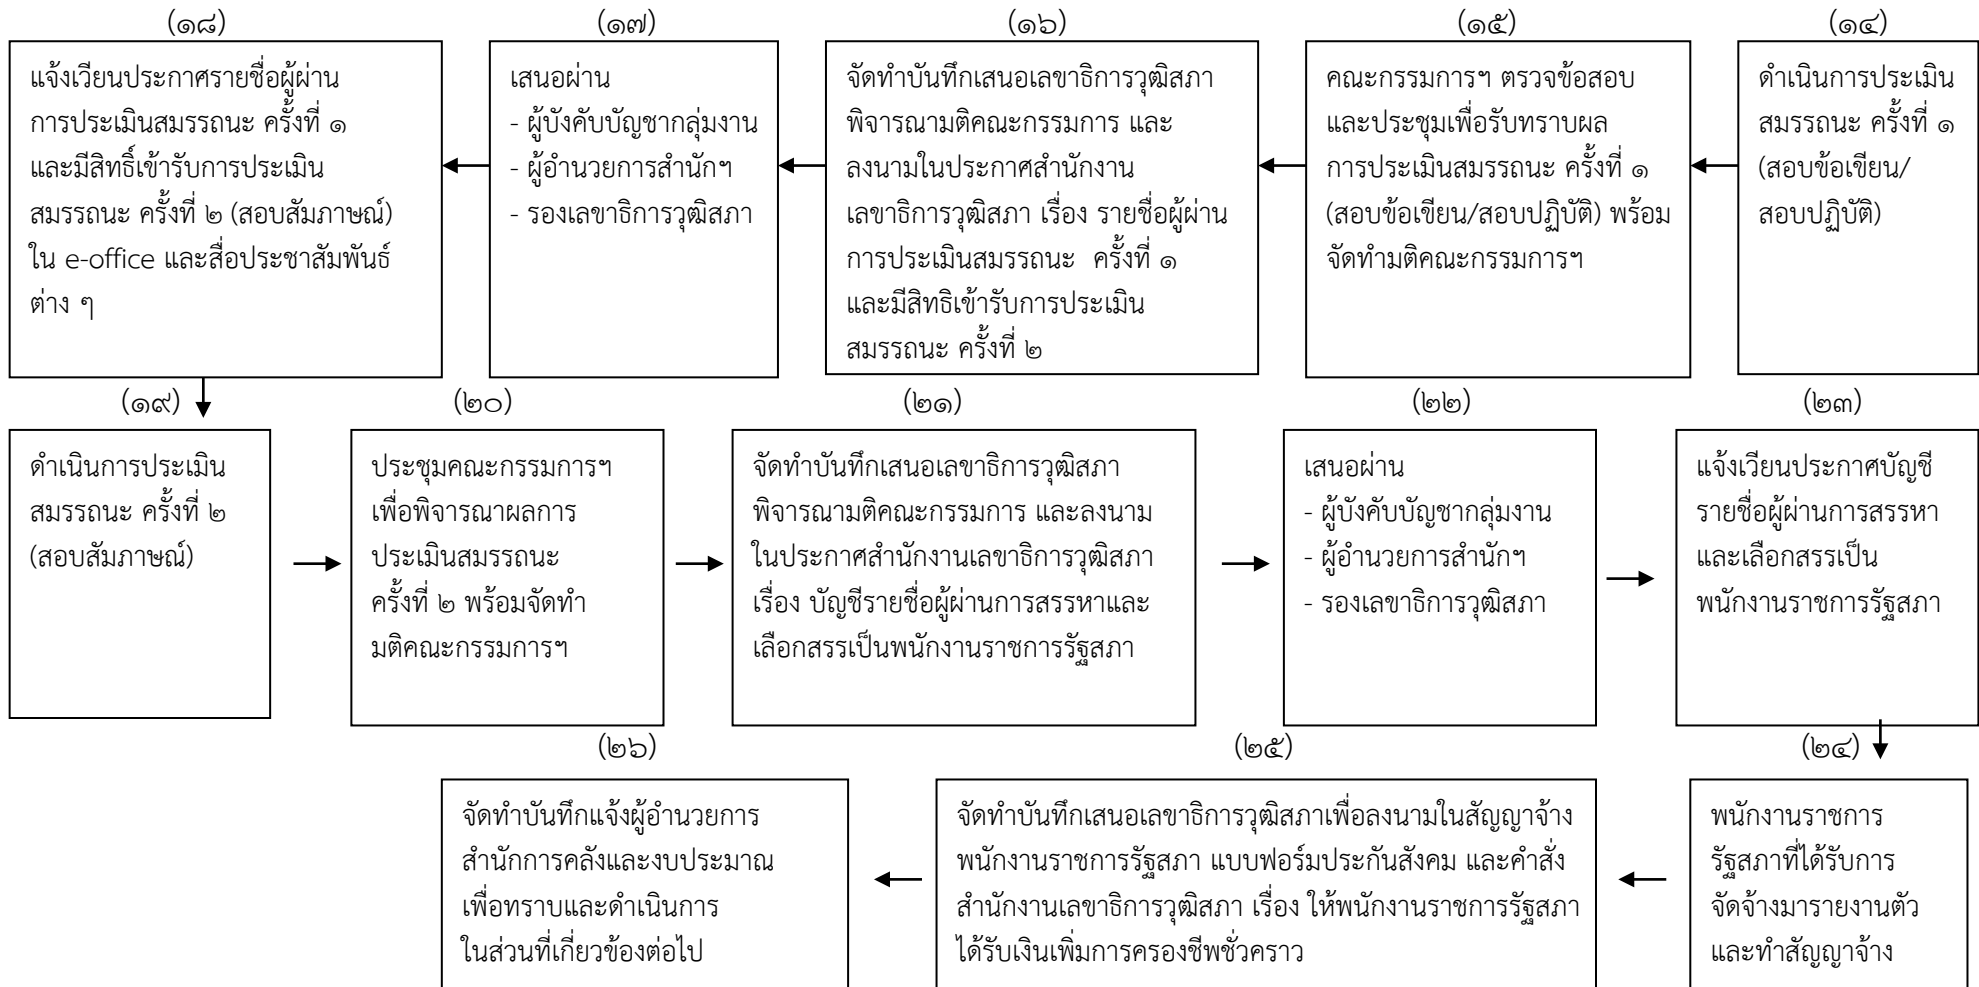 (๑๘)
แจ้งเวียนประกาศรายชื่อผู้ผ่าน
การประเมินสมรรถนะ ครั้งที่ ๑
และมีสิทธิ์เข้ารับการประเมิน
สมรรถนะ ครั้งที่ ๒ (สอบสัมภาษณ์)
ใน e-office และสื่อประชาสัมพันธ์
ต่าง ๆ
(๑๗)
เสนอผ่าน
- ผู้บังคับบัญชากลุ่มงาน
- ผู้อำนวยการสำนักฯ
- รองเลขาธิการวุฒิสภา
(๑๖)
จัดทำบันทึกเสนอเลขาธิการวุฒิสภา
พิจารณามติคณะกรรมการ และ
ลงนามในประกาศสำนักงาน
เลขาธิการวุฒิสภา เรื่อง รายชื่อผู้ผ่าน
การประเมินสมรรถนะ ครั้งที่ ๑
และมีสิทธิเข้ารับการประเมิน
สมรรถนะ ครั้งที่ ๒
(๑๕)
คณะกรรมการฯ ตรวจข้อสอบ
และประชุมเพื่อรับทราบผล
การประเมินสมรรถนะ ครั้งที่ ๑
(สอบข้อเขียน/สอบปฏิบัติ) พร้อม
จัดทำมติคณะกรรมการฯ
(๑๔)
ดำเนินการประเมิน
สมรรถนะ ครั้งที่ ๑
(สอบข้อเขียน/
สอบปฏิบัติ)
(๑๙)
ดำเนินการประเมิน
สมรรถนะ ครั้งที่ ๒
(สอบสัมภาษณ์)
(๒๐)
ประชุมคณะกรรมการฯ
เพื่อพิจารณาผลการ
ประเมินสมรรถนะ
ครั้งที่ ๒ พร้อมจัดทำ
มติคณะกรรมการฯ
(๒๑)
จัดทำบันทึกเสนอเลขาธิการวุฒิสภา
พิจารณามติคณะกรรมการ และลงนาม
ในประกาศสำนักงานเลขาธิการวุฒิสภา
เรื่อง บัญชีรายชื่อผู้ผ่านการสรรหาและ
เลือกสรรเป็นพนักงานราชการรัฐสภา
(๒๒)
เสนอผ่าน
- ผู้บังคับบัญชากลุ่มงาน
- ผู้อำนวยการสำนักฯ
- รองเลขาธิการวุฒิสภา
(๒๓)
แจ้งเวียนประกาศบัญชี
รายชื่อผู้ผ่านการสรรหา
และเลือกสรรเป็น
พนักงานราชการรัฐสภา
(๒๖)
จัดทำบันทึกแจ้งผู้อำนวยการ
สำนักการคลังและงบประมาณ
เพื่อทราบและดำเนินการ
ในส่วนที่เกี่ยวข้องต่อไป
(๒๕)
จัดทำบันทึกเสนอเลขาธิการวุฒิสภาเพื่อลงนามในสัญญาจ้าง
พนักงานราชการรัฐสภา แบบฟอร์มประกันสังคม และคำสั่ง
สำนักงานเลขาธิการวุฒิสภา เรื่อง ให้พนักงานราชการรัฐสภา
ได้รับเงินเพิ่มการครองชีพชั่วคราว
(๒๔)
พนักงานราชการ
รัฐสภาที่ได้รับการ
จัดจ้างมารายงานตัว
และทำสัญญาจ้าง